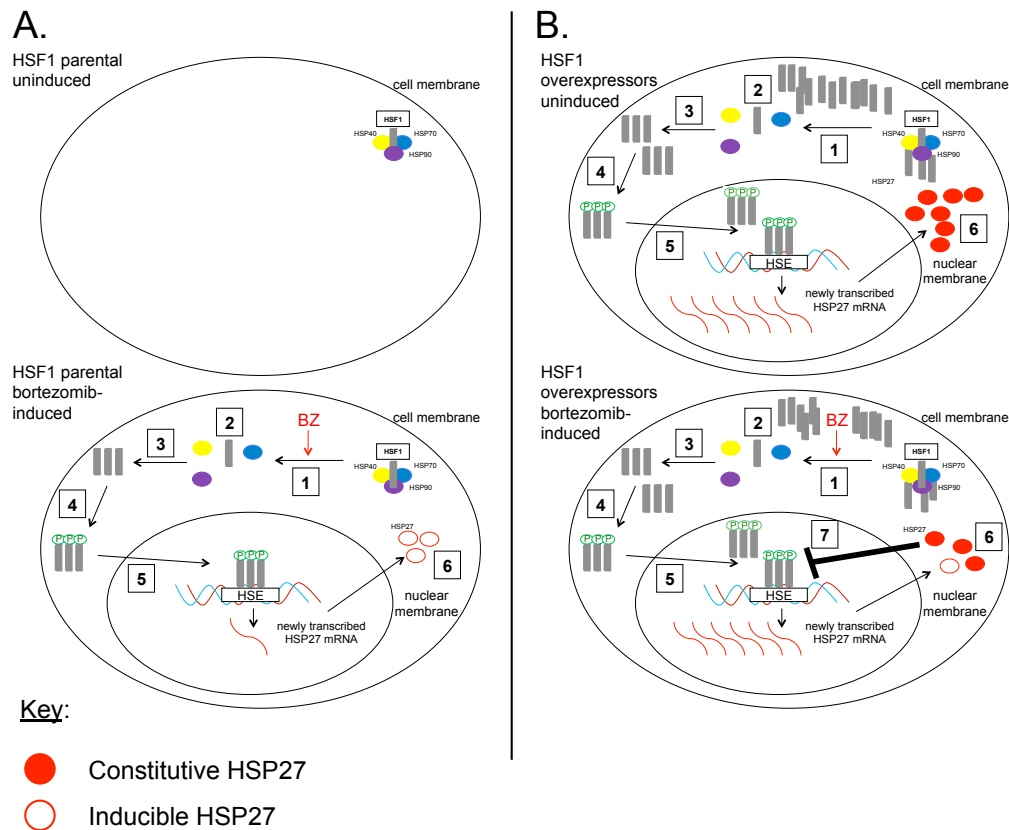 A.
HSF1 parental
uninduced
cell membrane
HSF1
HSP40
HSP70
HSP90
HSF1 parental
bortezomib-
induced
cell membrane
BZ
2
3
1
HSF1
HSP40
HSP70
HSP90
4
P P P
5
P P P
HSE
HSP27
6
nuclear
membrane
newly transcribed
HSP27 mRNA
Key:
Constitutive HSP27
Inducible HSP27
B.
HSF1
overexpressors
uninduced
cell membrane
2
3
1
HSF1
HSP40
HSP70
HSP90
HSP27
4
P P P
5
P P P
P P P
HSE
6
nuclear
membrane
newly transcribed
HSP27 mRNA
HSF1
overexpressors
bortezomib-
induced
cell membrane
BZ
2
3
1
HSF1
HSP40
HSP70
HSP90
4
P P P
5
P P P
P P P
7
HSE
HSP27
6
nuclear
membrane
newly transcribed
HSP27 mRNA